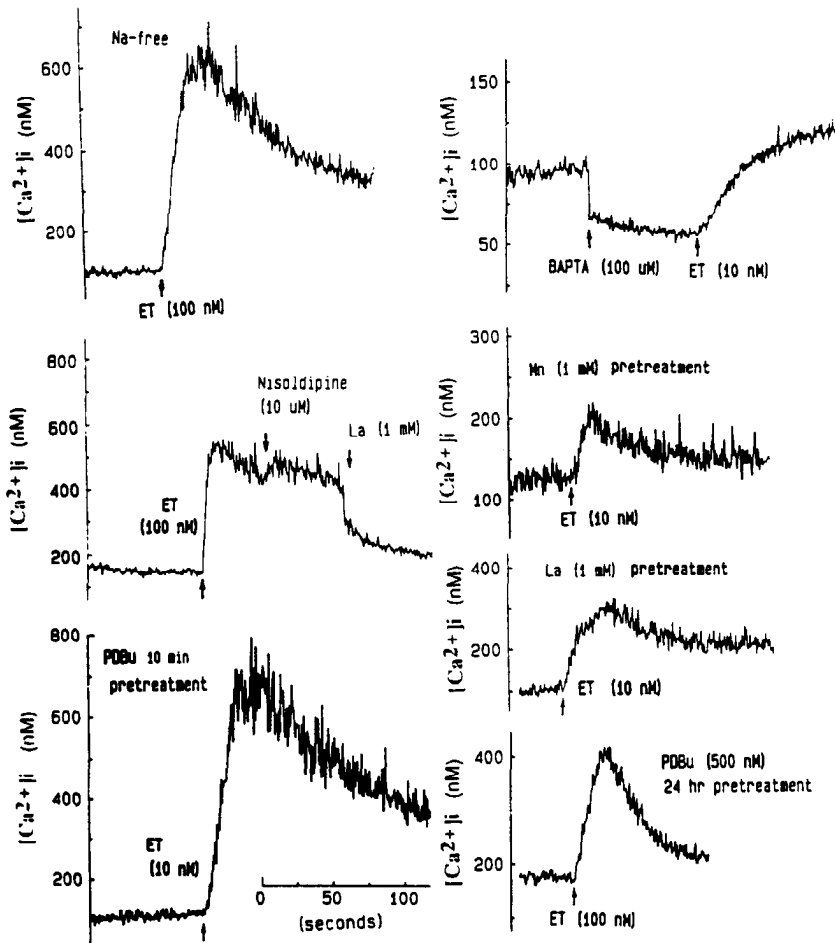 Na-free
600
400
200
[Ca2+]i (nM)
ET (100 nM)
150
100
50
[Ca2+]i (nM)
BAPTA (100 uM)
ET (10 nM)
800
600
400
200
[Ca2+]i (nM)
Nisoldipine
(10 uM)
La (1 mM)
ET
(100 nM)
300
200
100
[Ca2+]i (nM)
Mn (1 mM) pretreatment
ET (10 nM)
400
300
200
[Ca2+]i (nM)
La (1 mM) pretreatment
ET (10 nM)
800
600
400
200
[Ca2+]i (nM)
PDBu 10 min
pretreatment
ET
(10 nM)
0 50 100
(seconds)
400
200
[Ca2+]i (nM)
PDBu (500 nM)
24 hr pretreatment
ET (100 nM)